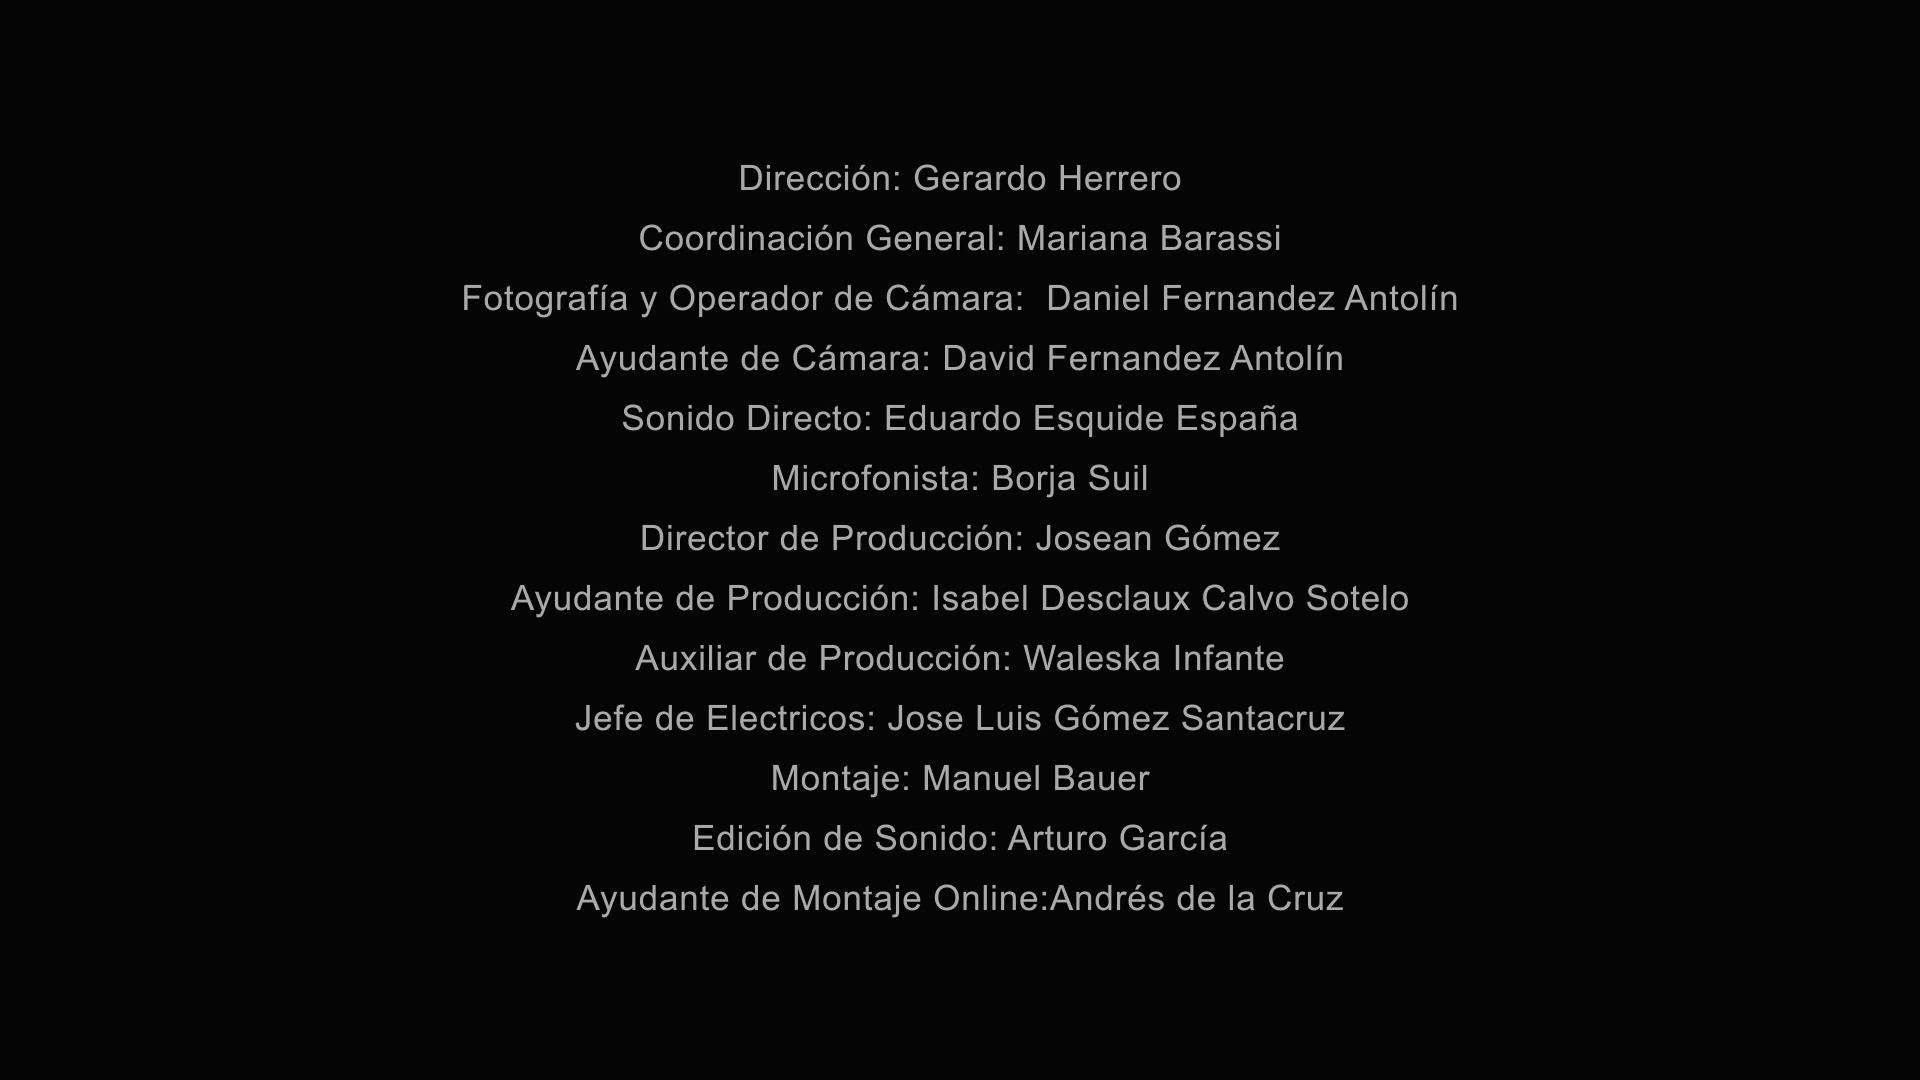 Dirección: Gerardo Herrero
Coordinación General: Mariana Barassi
Fotografía y Operador de Cámara:  Daniel Fernandez Antolín
Ayudante de Cámara: David Fernandez Antolín
Sonido Directo: Eduardo Esquide España
Microfonista: Borja Suil
Director de Producción: Josean Gómez
Ayudante de Producción: Isabel Desclaux Calvo Sotelo
Auxiliar de Producción: Waleska Infante
Jefe de Electricos: Jose Luis Gómez Santacruz
Montaje: Manuel Bauer
Edición de Sonido: Arturo García
Ayudante de Montaje Online:Andrés de la Cruz